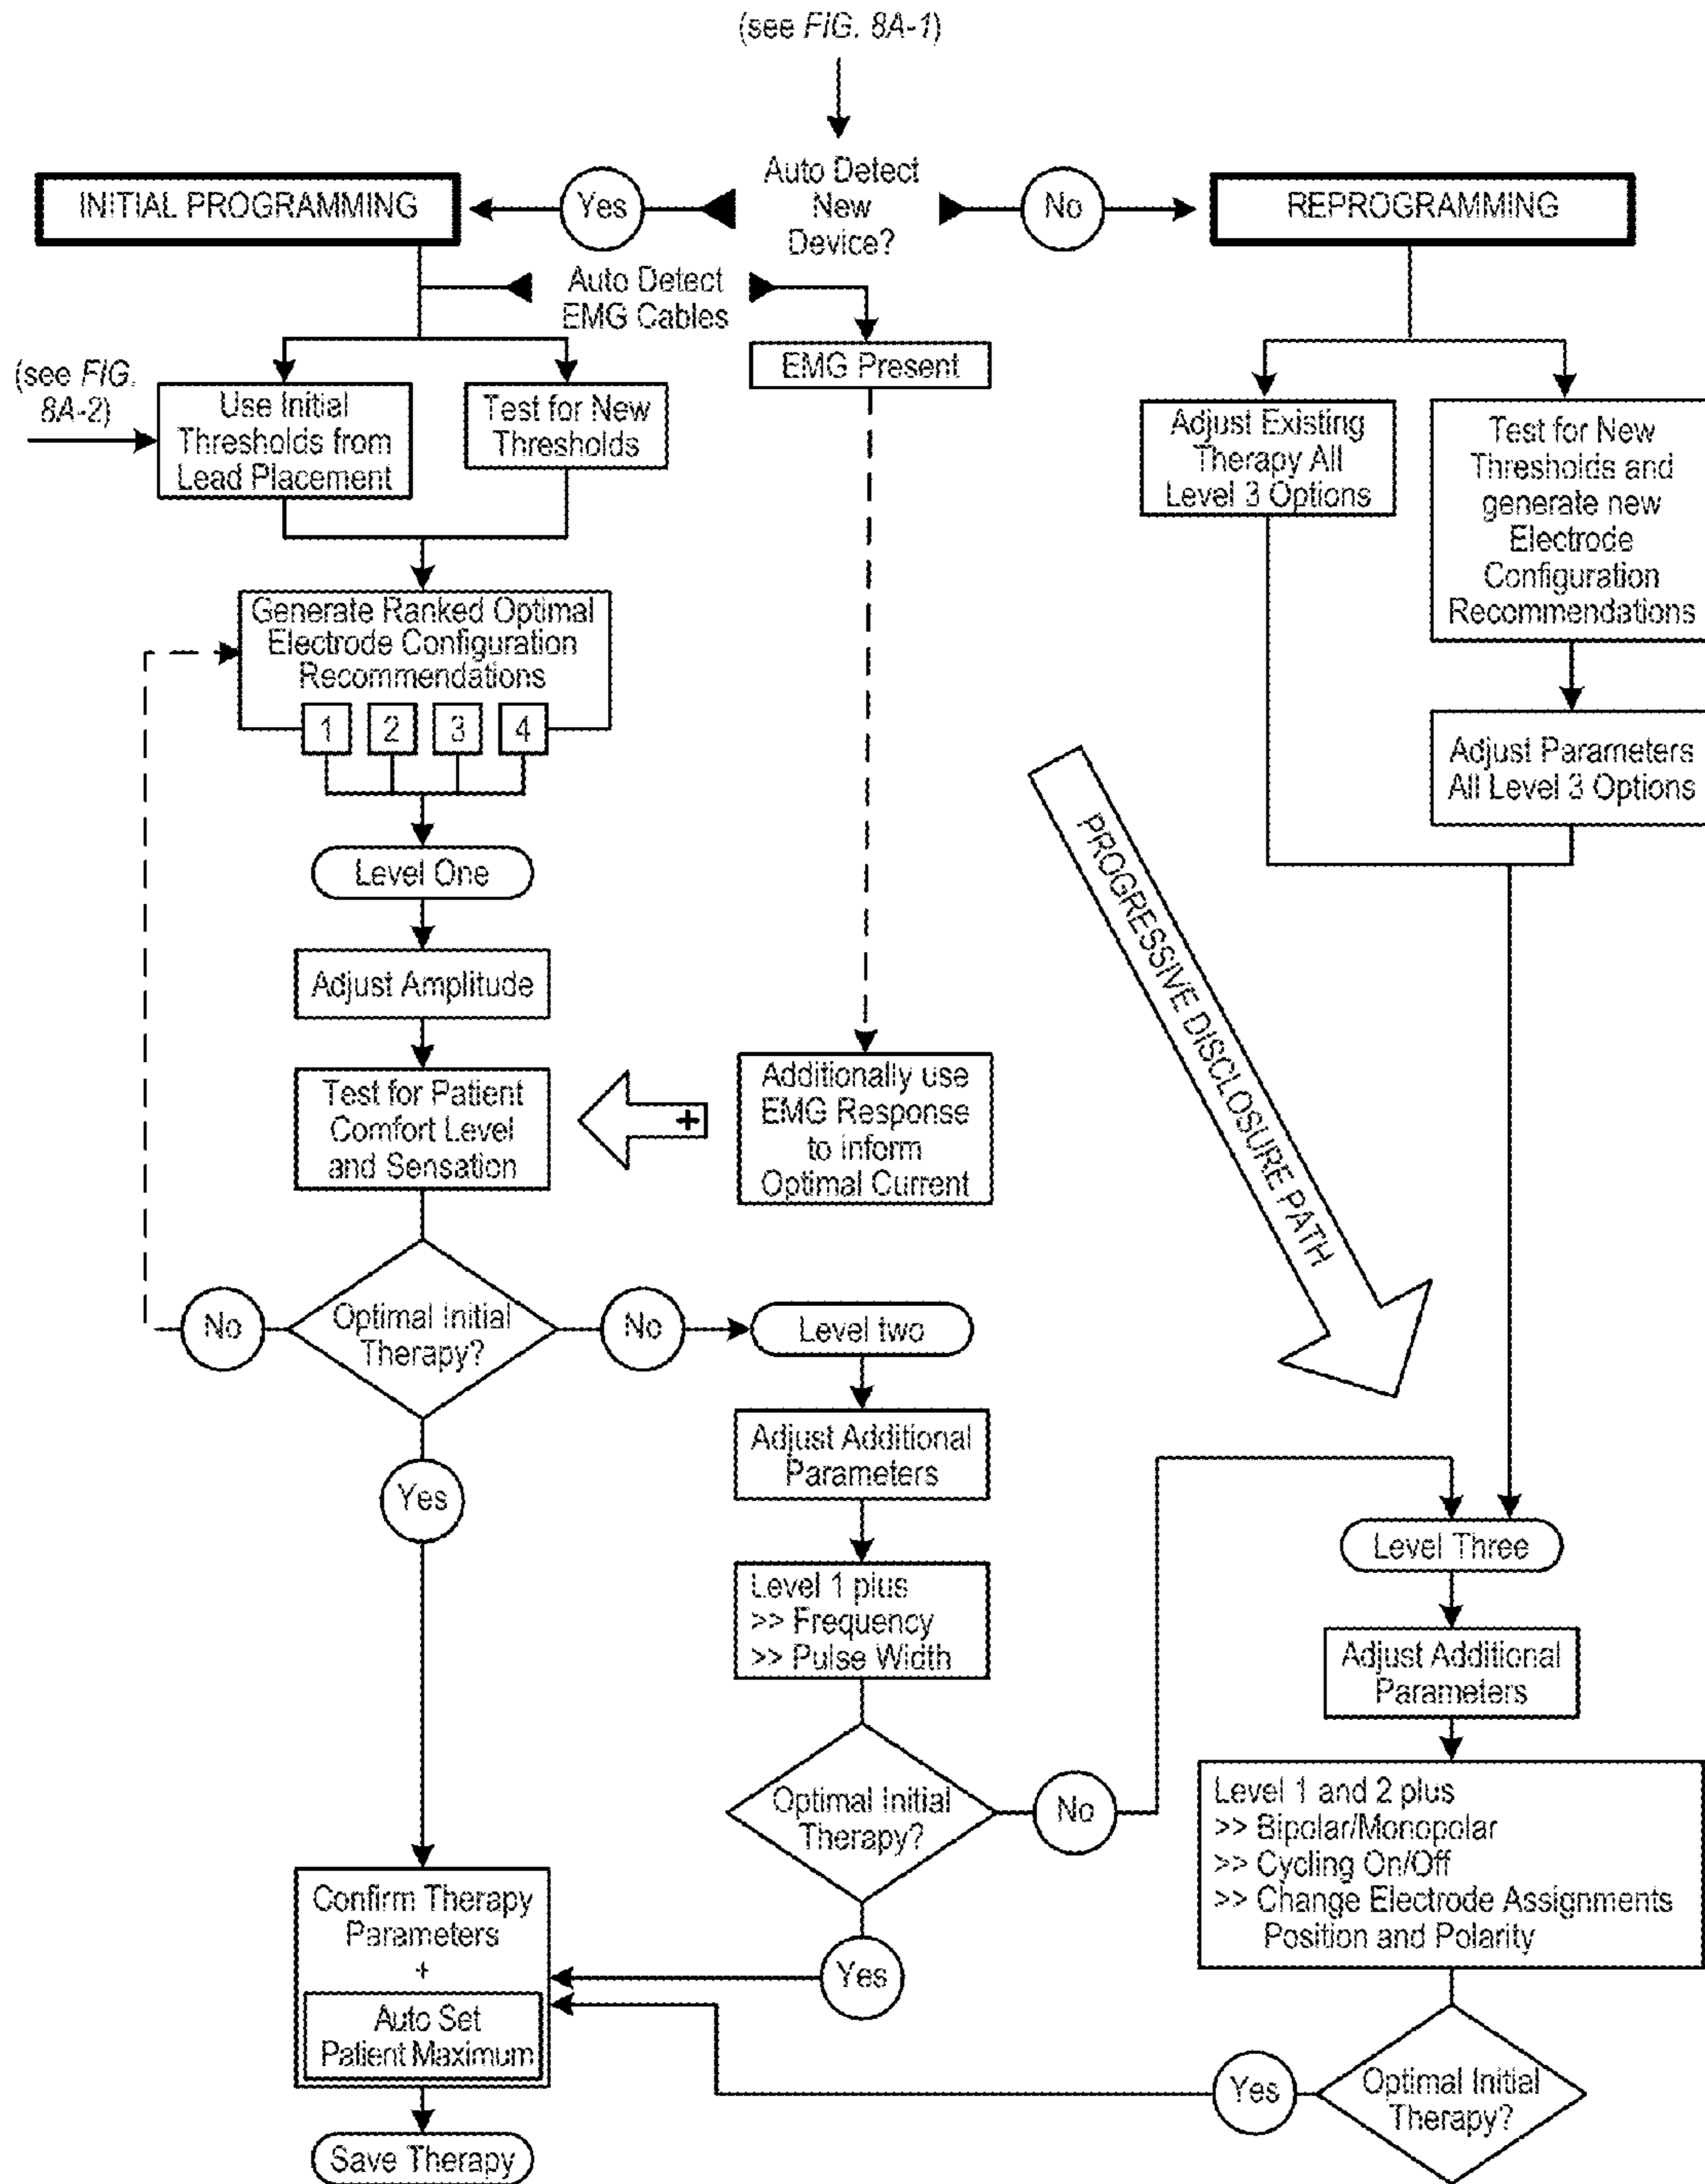 (see FIG. 8A-1)
Auto Detect
New
Device?
Yes
No
INITIAL PROGRAMMING
REPROGRAMMING
Auto Detect
EMG Cables
EMG Present
(see FIG.
8A-2)
Use Initial
Thresholds from
Lead Placement
Test for New
Thresholds
Adjust Existing
Therapy All
Level 3 Options
Test for New
Thresholds and
generate new
Electrode
Configuration
Recommendations
Generate Ranked Optimal
Electrode Configuration
Recommendations
1
2
3
4
Adjust Parameters
All Level 3 Options
Level One
Adjust Amplitude
PROGRESSIVE DISCLOSURE PATH
Test for Patient
Comfort Level
and Sensation
+
Additionally use
EMG Response
to inform
Optimal Current
No
Optimal Initial
Therapy?
No
Level two
Yes
Adjust Additional
Parameters
Level 1 plus
>> Frequency
>> Pulse Width
Level Three
Adjust Additional
Parameters
Optimal Initial
Therapy?
No
Level 1 and 2 plus
>> Bipolar/Monopolar
>> Cycling On/Off
>> Change Electrode Assignments
Position and Polarity
Confirm Therapy
Parameters
+
Auto Set
Patient Maximum
Yes
Yes
Optimal Initial
Therapy?
Save Therapy